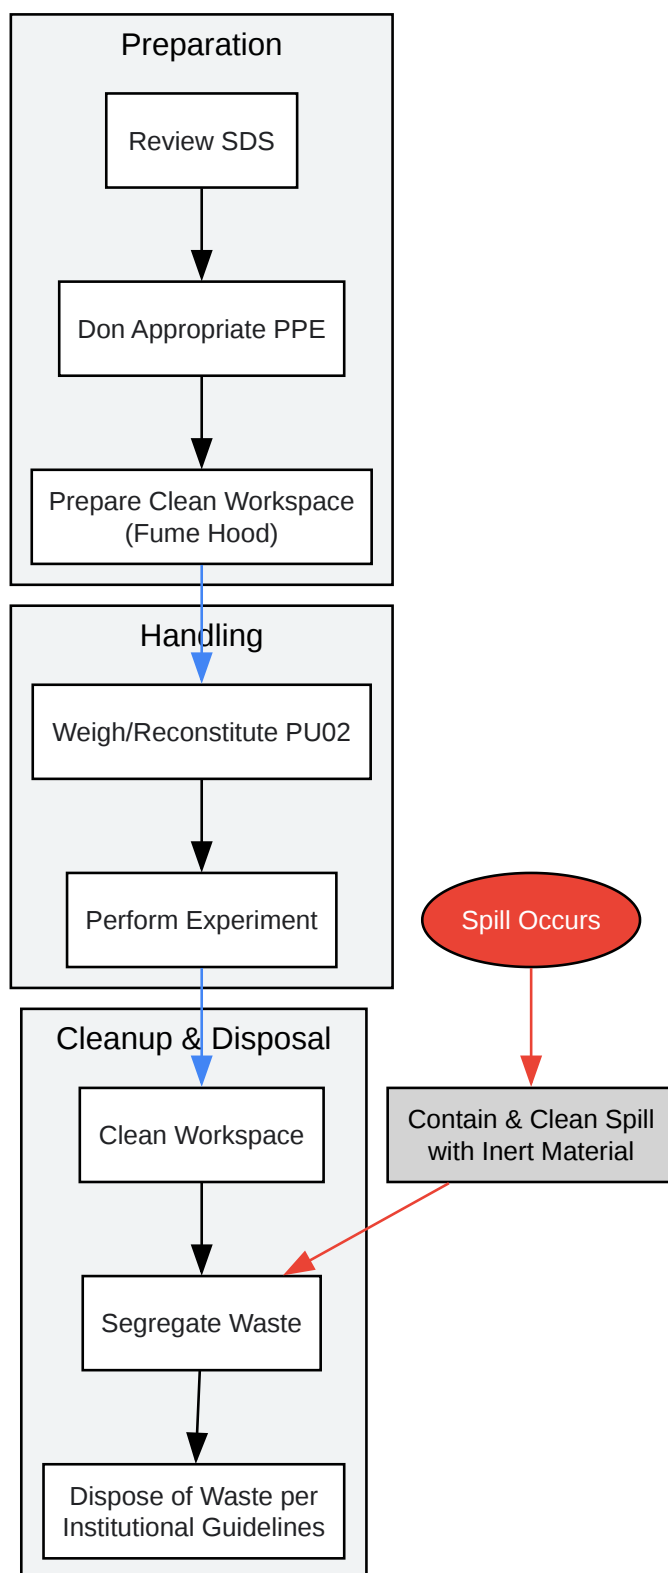 Preparation
Review SDS
Don Appropriate PPE
Prepare Clean Workspace
(Fume Hood)
Handling
Weigh/Reconstitute PU02
Perform Experiment
Spill Occurs
Cleanup & Disposal
Clean Workspace
Contain & Clean Spill
with Inert Material
Segregate Waste
Dispose of Waste per
Institutional Guidelines